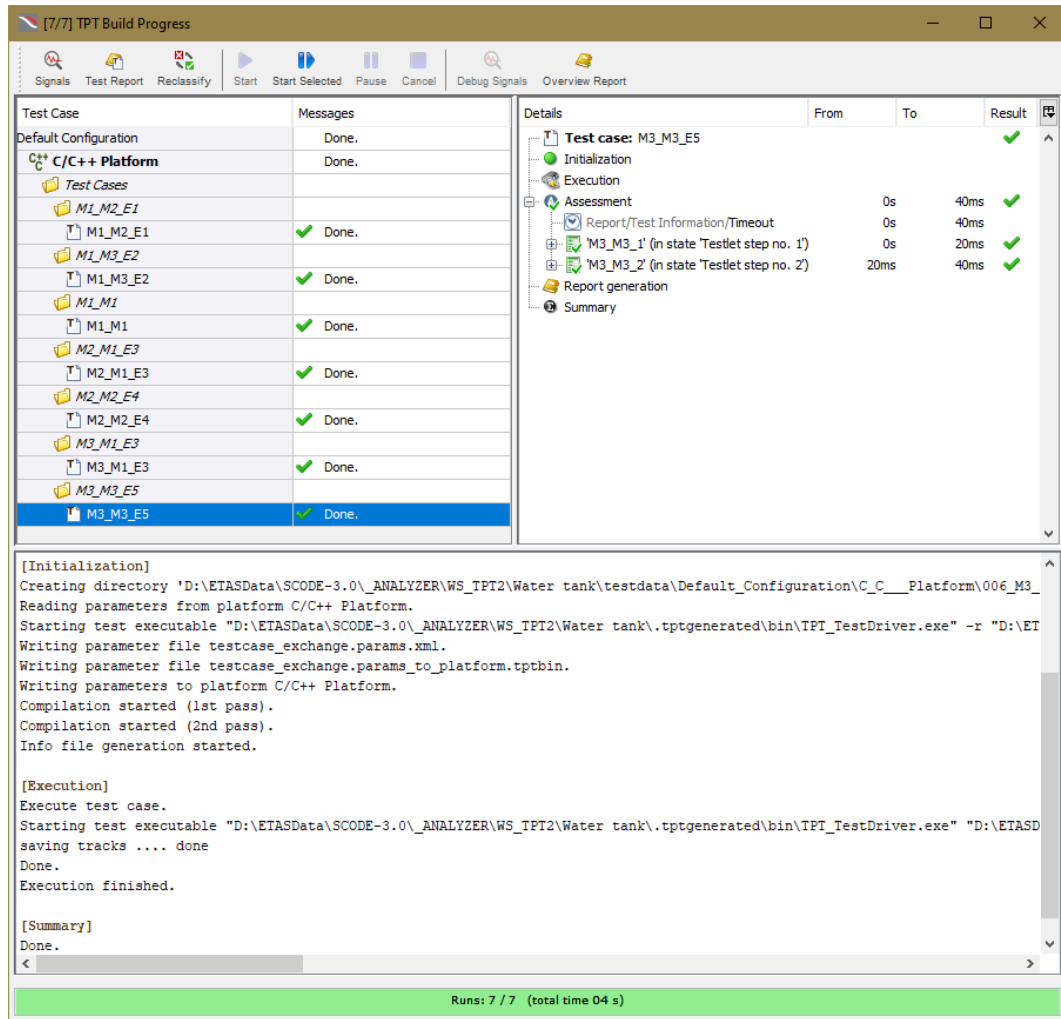 [7/7] TPT Build Progress
Signals Test Report Reclassify Start Start Selected Pause Cancel Debug Signals Overview Report
Test Case Messages
Default Configuration Done.
C/C++ Platform Done.
Test Cases
M1_M2_E1
M1_M2_E1 Done.
M1_M3_E2
M1_M3_E2 Done.
M1_M1
M1_M1 Done.
M2_M1_E3
M2_M1_E3 Done.
M2_M2_E4
M2_M2_E4 Done.
M3_M1_E3
M3_M1_E3 Done.
M3_M3_E5
M3_M3_E5 Done.
Details From To Result
Test case: M3_M3_E5
Initialization
Execution
Assessment 0s 40ms
Report/Test Information/Timeout 0s 40ms
'M3_M3_1' (in state 'Testlet step no. 1') 0s 20ms
'M3_M3_2' (in state 'Testlet step no. 2') 20ms 40ms
Report generation
Summary
[Initialization]
Creating directory 'D:\ETASData\SCODE-3.0\_ANALYZER\WS_TPT2\Water tank\testdata\Default_Configuration\C_C___Platform\006_M3_
Reading parameters from platform C/C++ Platform.
Starting test executable "D:\ETASData\SCODE-3.0\_ANALYZER\WS_TPT2\Water tank\.tptgenerated\bin\TPT_TestDriver.exe" -r "D:\ET
Writing parameter file testcase_exchange.params.xml.
Writing parameter file testcase_exchange.params_to_platform.tptbin.
Writing parameters to platform C/C++ Platform.
Compilation started (1st pass).
Compilation started (2nd pass).
Info file generation started.
[Execution]
Execute test case.
Starting test executable "D:\ETASData\SCODE-3.0\_ANALYZER\WS_TPT2\Water tank\.tptgenerated\bin\TPT_TestDriver.exe" "D:\ETASD
saving tracks .... done
Done.
Execution finished.
[Summary]
Done.
Runs: 7 / 7 (total time 04 s)